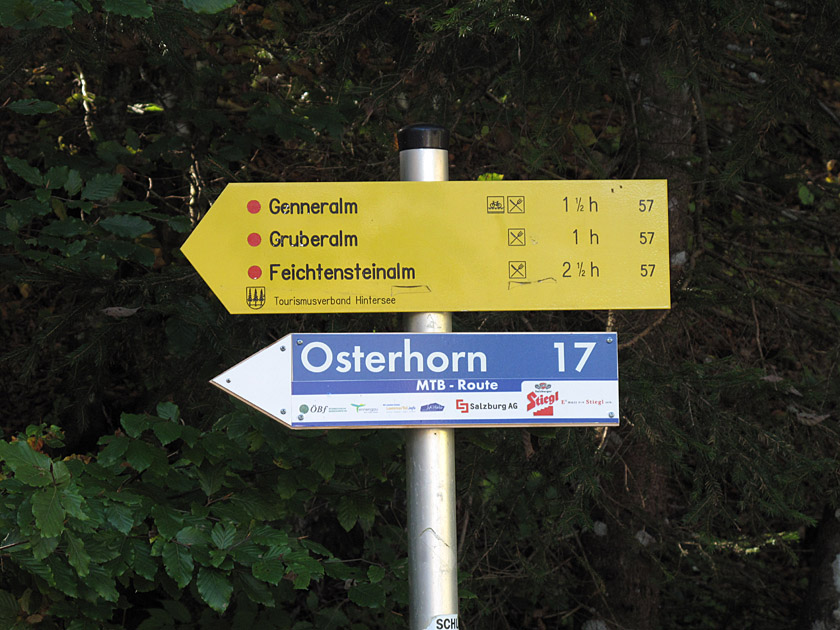 Genneralm 1 ½ h 57
Gruberalm 1 h 57
Feichtensteinalm 2 ½ h 57
Tourismusverband Hintersee
Osterhorn 17
MTB - Route
ÖBf Salzburg AG Stiegl
SCHU